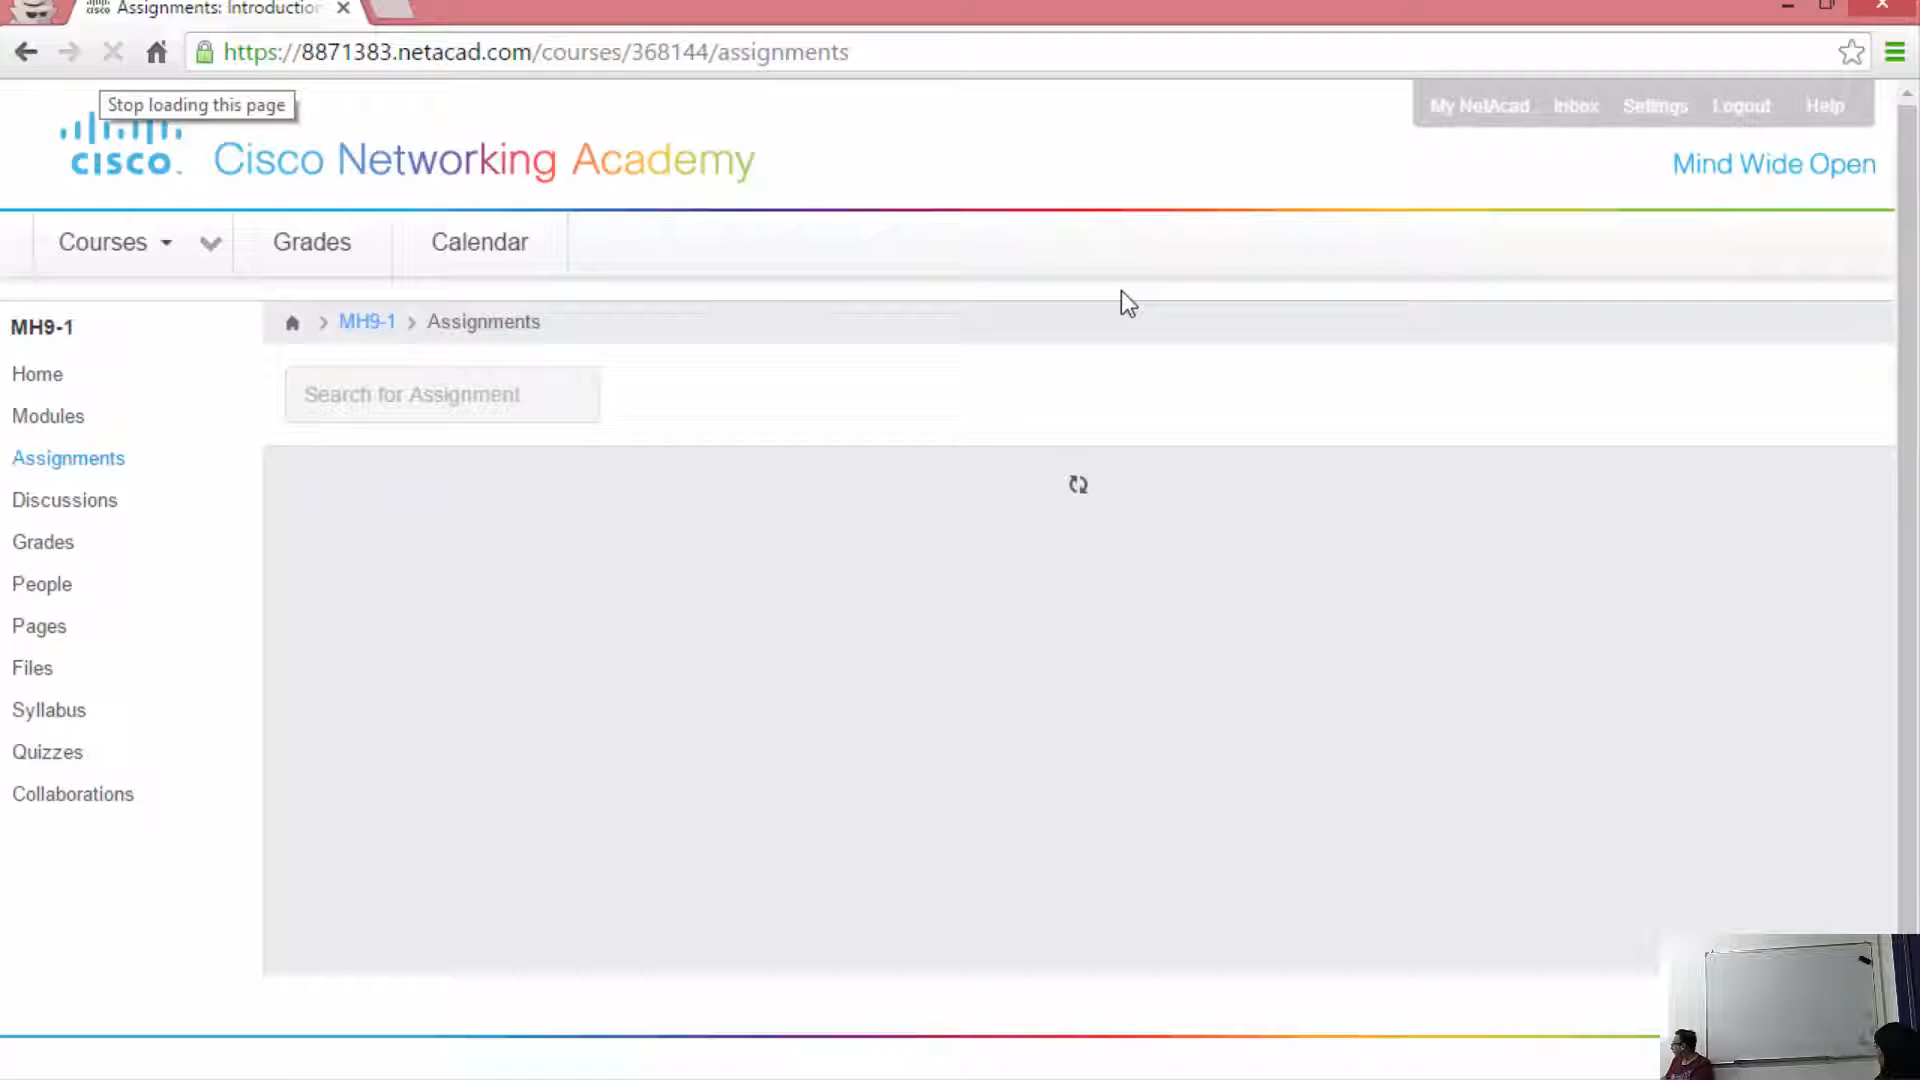 Assignments: Introduction
https://8871383.netacad.com/courses/368144/assignments
Stop loading this page
My NetAcad Inbox Settings Logout Help
CISCO Cisco Networking Academy
Mind Wide Open
Courses Grades Calendar
MH9-1
MH9-1 > Assignments
Home
Search for Assignment
Modules
Assignments
Discussions
Grades
People
Pages
Files
Syllabus
Quizzes
Collaborations